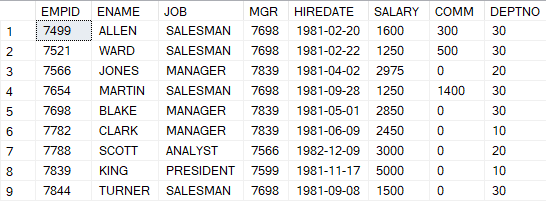 EMPID ENAME JOB MGR HIREDATE SALARY COMM DEPTNO
1 7499 ALLEN SALESMAN 7698 1981-02-20 1600 300 30
2 7521 WARD SALESMAN 7698 1981-02-22 1250 500 30
3 7566 JONES MANAGER 7839 1981-04-02 2975 0 20
4 7654 MARTIN SALESMAN 7698 1981-09-28 1250 1400 30
5 7698 BLAKE MANAGER 7839 1981-05-01 2850 0 30
6 7782 CLARK MANAGER 7839 1981-06-09 2450 0 10
7 7788 SCOTT ANALYST 7566 1982-12-09 3000 0 20
8 7839 KING PRESIDENT 7599 1981-11-17 5000 0 10
9 7844 TURNER SALESMAN 7698 1981-09-08 1500 0 30